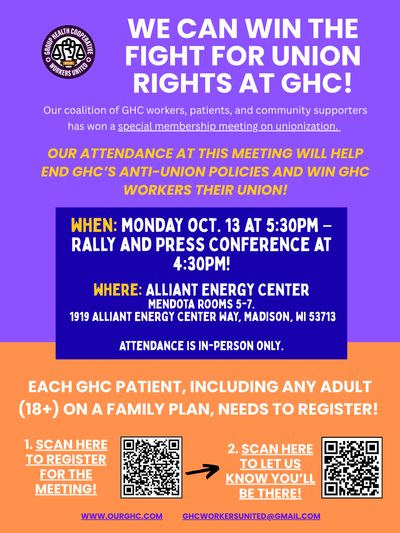 GROUP HEALTH COOPERATIVE
WORKERS UNITED
WE CAN WIN THE
FIGHT FOR UNION
RIGHTS AT GHC!
Our coalition of GHC workers, patients, and community supporters
has won a special membership meeting on unionization.
OUR ATTENDANCE AT THIS MEETING WILL HELP
END GHC'S ANTI-UNION POLICIES AND WIN GHC
WORKERS THEIR UNION!
WHEN: MONDAY OCT. 13 AT 5:30PM –
RALLY AND PRESS CONFERENCE AT
4:30PM!
WHERE: ALLIANT ENERGY CENTER
MENDOTA ROOMS 5-7.
1919 ALLIANT ENERGY CENTER WAY, MADISON, WI 53713
ATTENDANCE IS IN-PERSON ONLY.
EACH GHC PATIENT, INCLUDING ANY ADULT
(18+) ON A FAMILY PLAN, NEEDS TO REGISTER!
1. SCAN HERE
TO REGISTER
FOR THE
MEETING!
2. SCAN HERE
TO LET US
KNOW YOU'LL
BE THERE!
WWW.OURGHC.COM
GHCWORKERSUNITED@GMAIL.COM